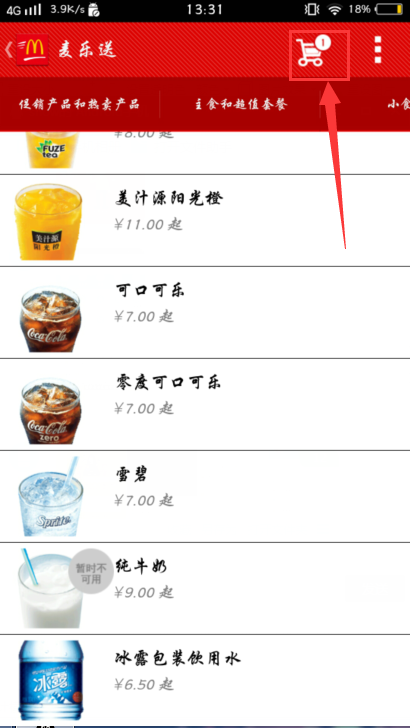 4G 3.9K/s 13:31 18%
麦乐送 1
促销产品和热卖产品 主食和超值套餐 小食
FUZE
tea
¥8.00 起
美汁源阳光橙
¥11.00 起
美汁源
阳光橙
可口可乐
¥7.00 起
Coca-Cola
零度可口可乐
¥7.00 起
Coca-Cola
zero
雪碧
¥7.00 起
Sprite
暂时不
可用
纯牛奶
¥9.00 起
冰露包装饮用水
¥6.50 起
冰露